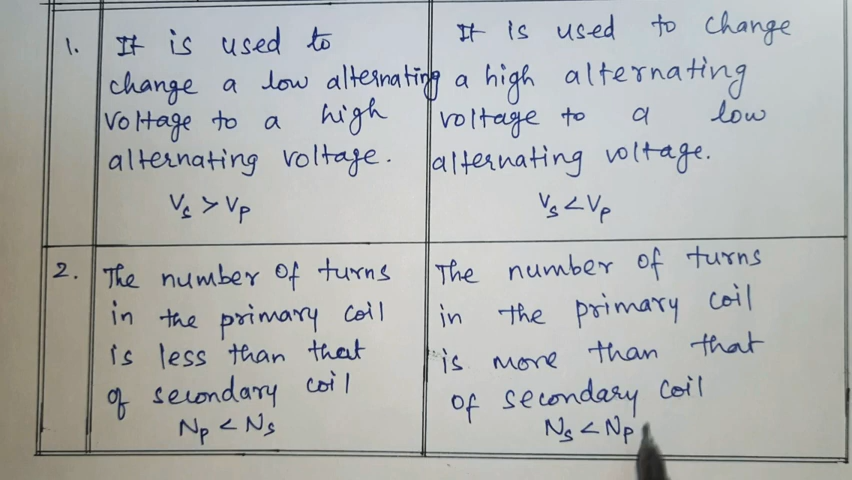 1.
It is used to
change a low alternating
voltage to a high
alternating voltage.
Vs > Vp
It is used to change
a high alternating
voltage to a low
alternating voltage.
Vs < Vp
2.
The number of turns
in the primary coil
is less than that
of secondary coil
Np < Ns
The number of turns
in the primary coil
is more than that
of secondary coil
Ns < Np